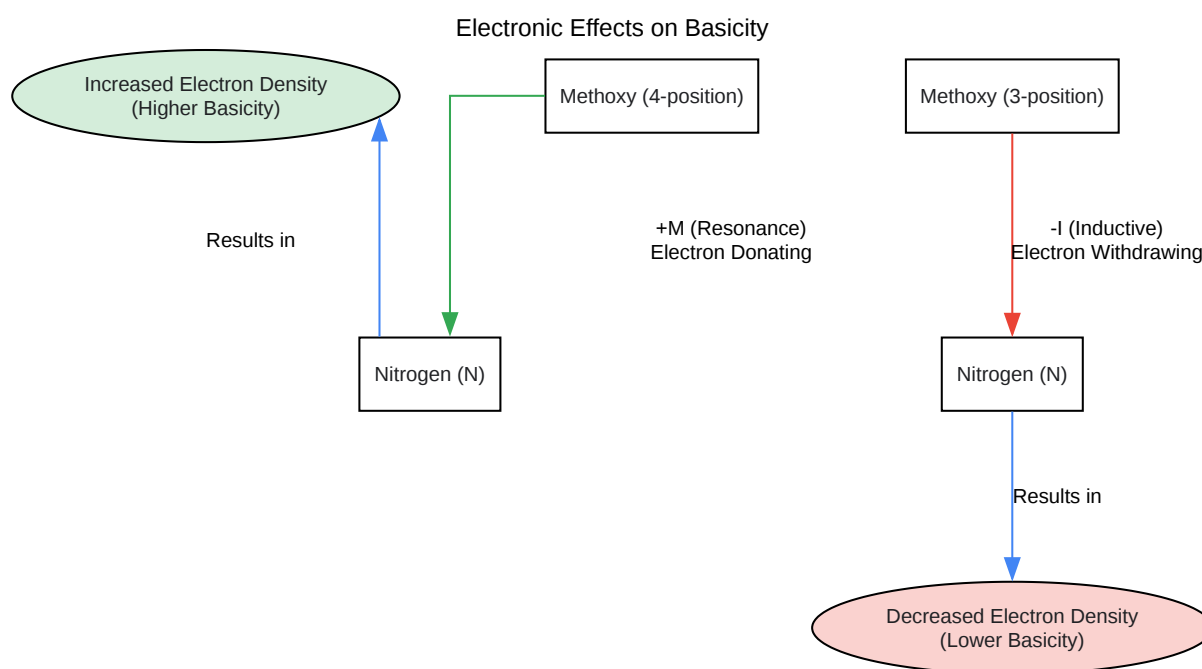 Electronic Effects on Basicity
Increased Electron Density
(Higher Basicity)
Methoxy (4-position)
Methoxy (3-position)
Results in
+M (Resonance)
Electron Donating
-I (Inductive)
Electron Withdrawing
Nitrogen (N)
Nitrogen (N)
Results in
Decreased Electron Density
(Lower Basicity)